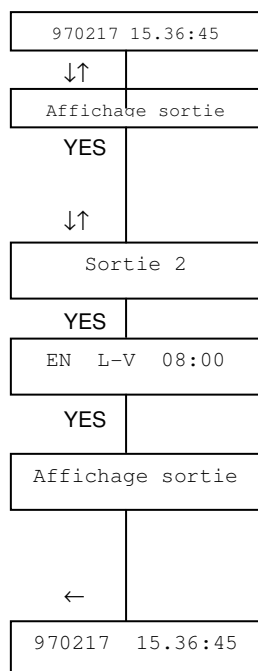 970217 15.36:45
↓↑
Affichage sortie
YES
↓↑
Sortie 2
YES
EN L-V 08:00
YES
Affichage sortie
←
970217 15.36:45